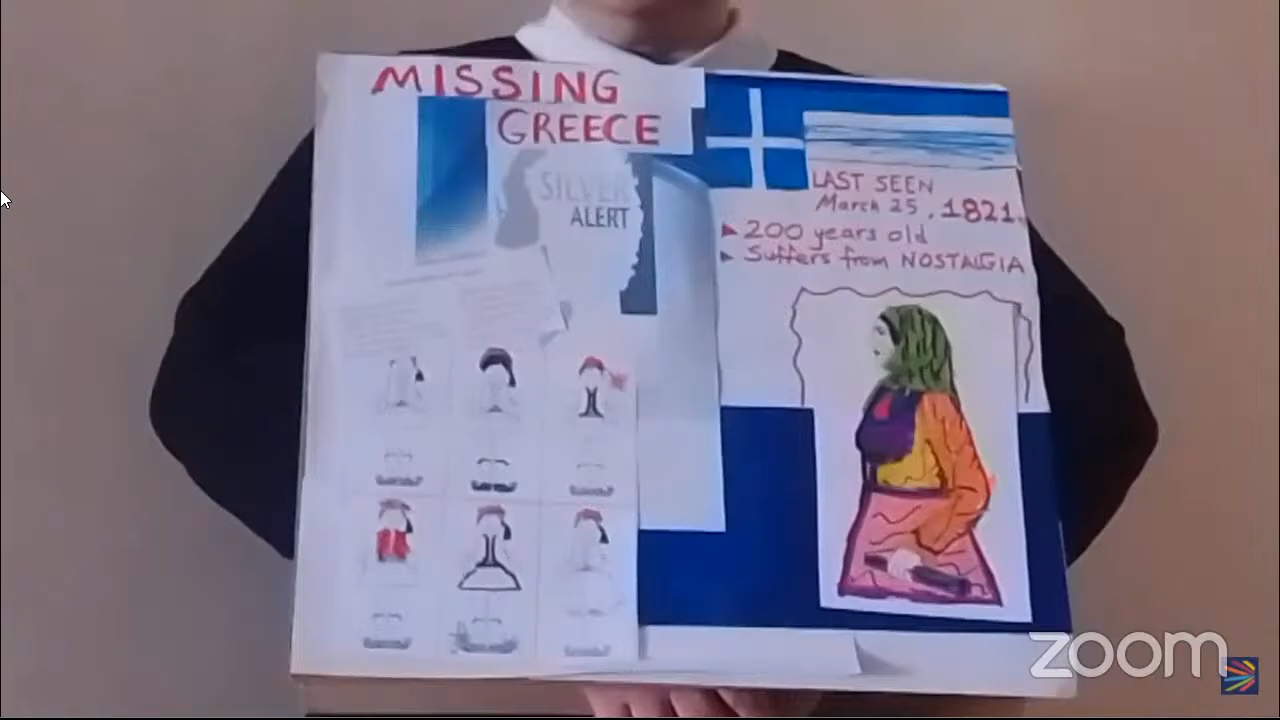 MISSING
GREECE
SILVER
ALERT
LAST SEEN
March 25, 1821.
200 years old
Suffers from NOSTALGIA
zoom